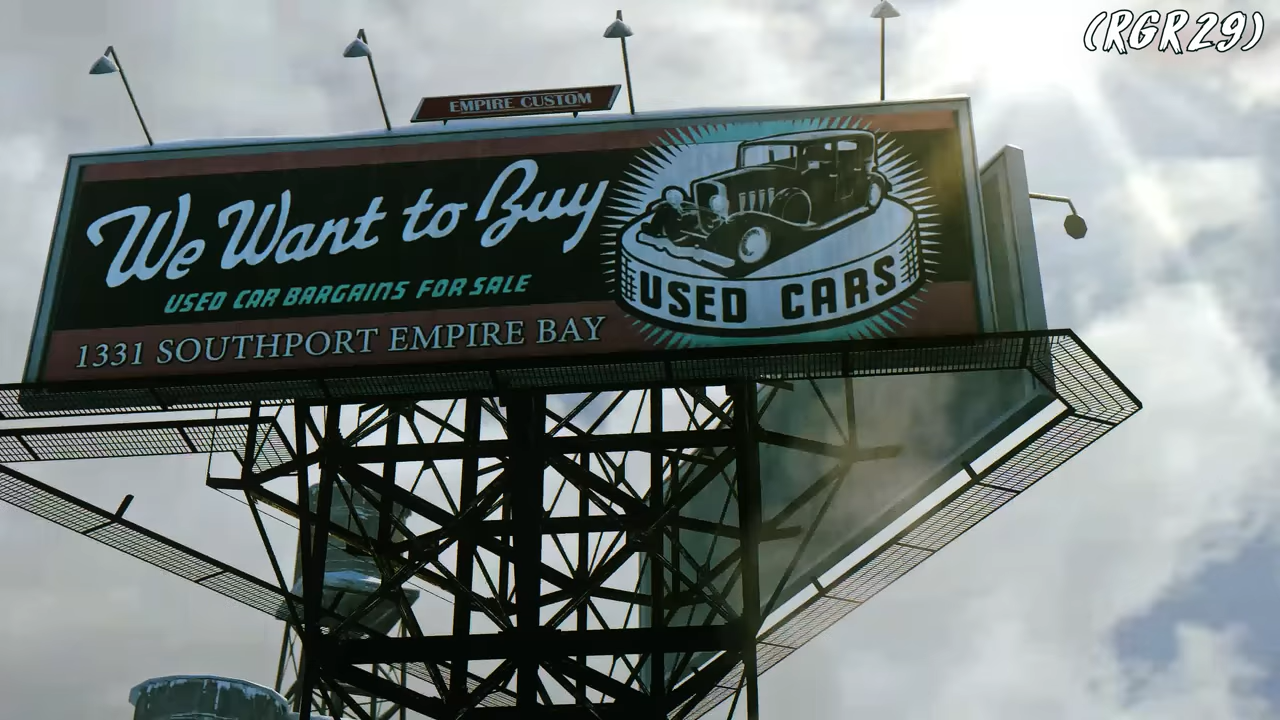 (RGR29)
EMPIRE CUSTOM
We Want to Buy
USED CAR BARGAINS FOR SALE
1331 SOUTHPORT EMPIRE BAY
USED CARS